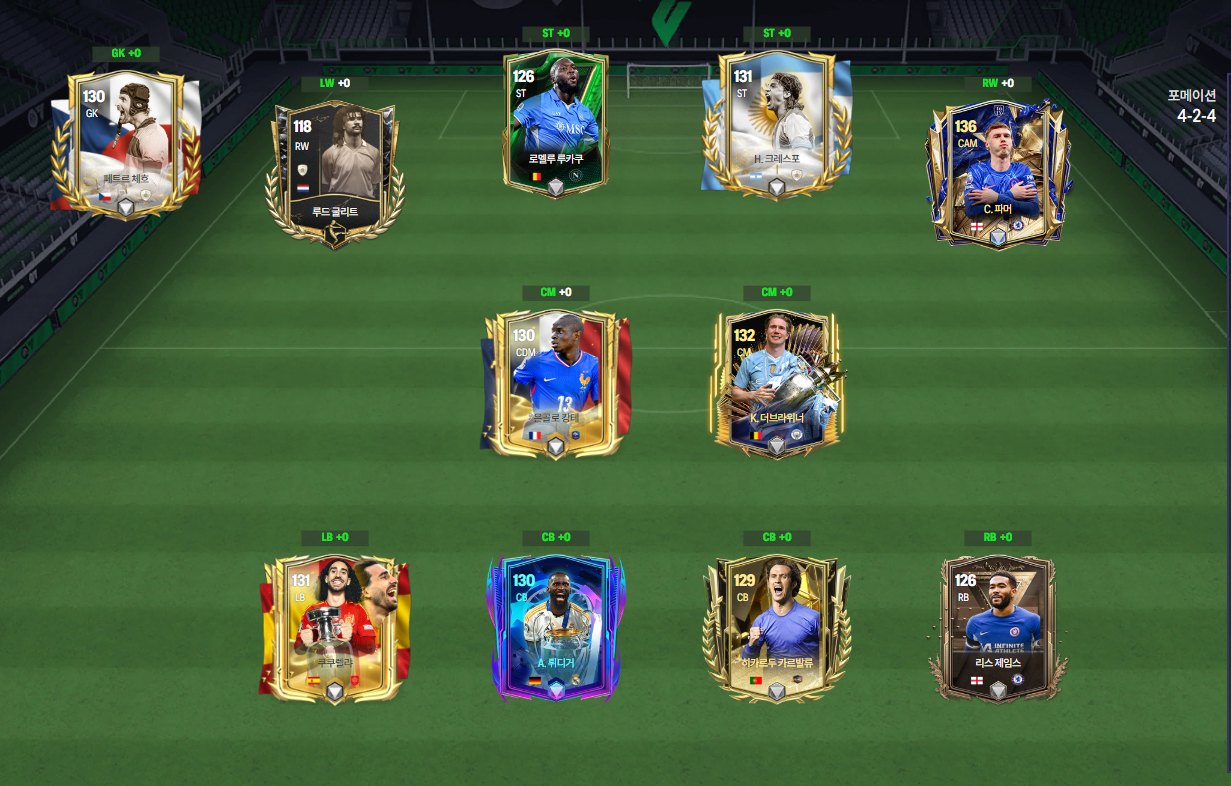 GK +0
130
GK
페트르 체흐
LW +0
118
RW
루드 굴리트
ST +0
126
ST
MSC
로멜루 루카쿠
ST +0
131
ST
H. 크레스포
RW +0
136
CAM
C. 파머
포메이션
4-2-4
CM +0
130
CDM
13
은골로 캉테
CM +0
132
CM
K. 더브라위너
LB +0
131
LB
쿠쿠렐랴
CB +0
130
CB
A. 뤼디거
CB +0
129
CB
히카르두 카르발류
RB +0
126
RB
INFINITE
ATHLETE
리스 제임스